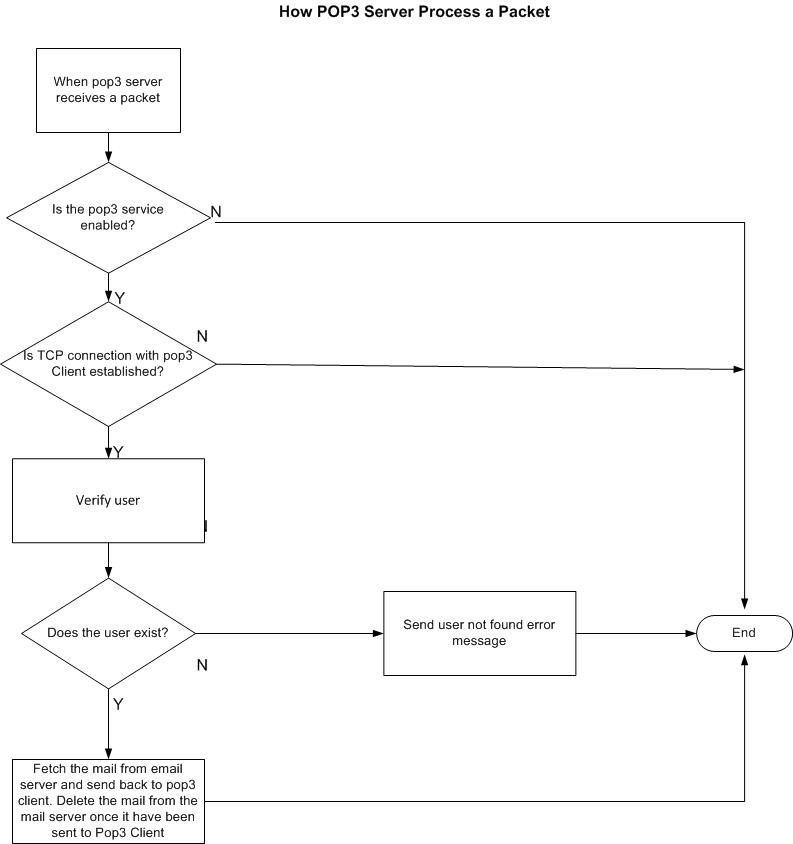 How POP3 Server Process a Packet
When pop3 server
receives a packet
Is the pop3 service
enabled?
N
Y
N
Is TCP connection with pop3
Client established?
Y
Verify user
Does the user exist?
Send user not found error
message
End
N
Y
Fetch the mail from email
server and send back to pop3
client. Delete the mail from the
mail server once it have been
sent to Pop3 Client